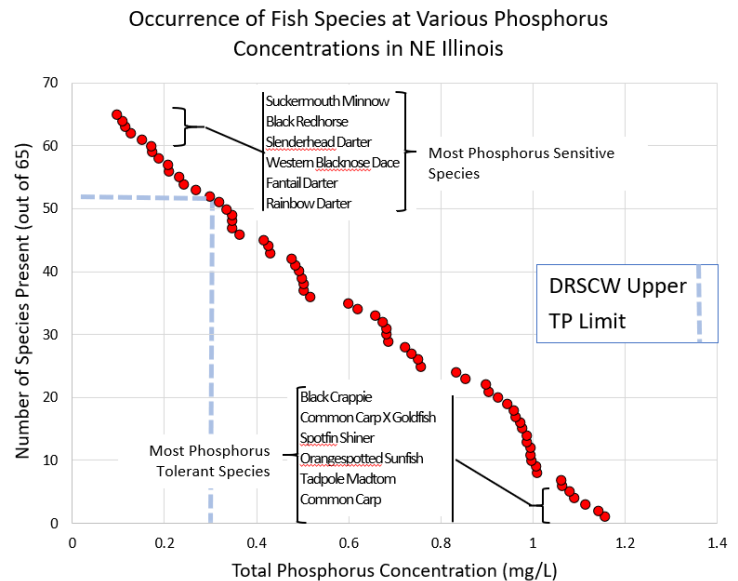 Occurrence of Fish Species at Various Phosphorus
Concentrations in NE Illinois
Number of Species Present (out of 65)
70
60
50
40
30
20
10
0
Suckermouth Minnow
Black Redhorse
Slenderhead Darter
Western Blacknose Dace
Fantail Darter
Rainbow Darter
Most Phosphorus Sensitive
Species
DRSCW Upper
TP Limit
Most Phosphorus
Tolerant Species
Black Crappie
Common Carp X Goldfish
Spotfin Shiner
Orangespotted Sunfish
Tadpole Madtom
Common Carp
0 0.2 0.4 0.6 0.8 1 1.2 1.4
Total Phosphorus Concentration (mg/L)